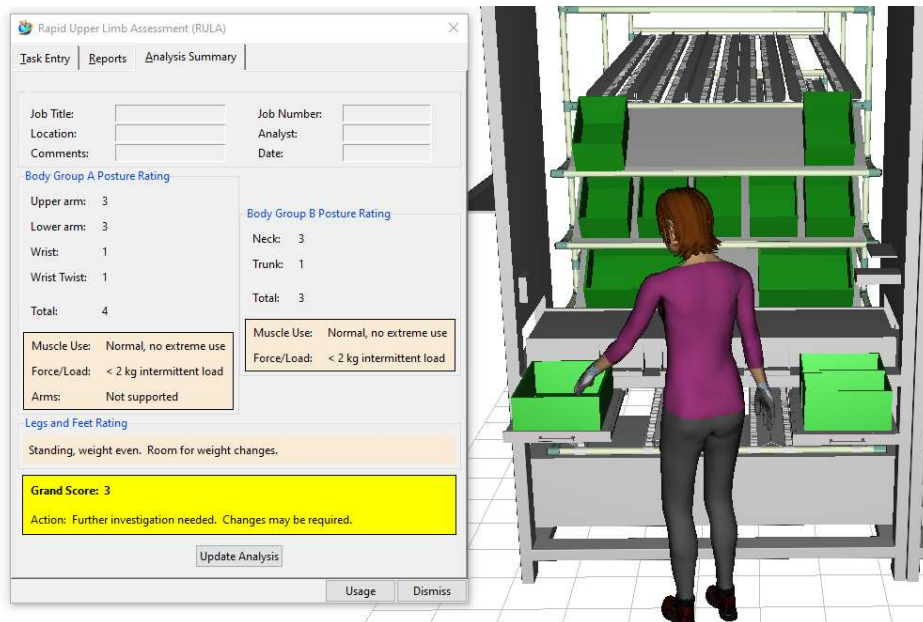 Rapid Upper Limb Assessment (RULA)
Task Entry Reports Analysis Summary
Job Title: Job Number:
Location: Analyst:
Comments: Date:
Body Group A Posture Rating
Upper arm: 3
Lower arm: 3
Wrist: 1
Wrist Twist: 1
Total: 4
Muscle Use: Normal, no extreme use
Force/Load: < 2 kg intermittent load
Arms: Not supported
Body Group B Posture Rating
Neck: 3
Trunk: 1
Total: 3
Muscle Use: Normal, no extreme use
Force/Load: < 2 kg intermittent load
Legs and Feet Rating
Standing, weight even. Room for weight changes.
Grand Score: 3
Action: Further investigation needed. Changes may be required.
Update Analysis
Usage Dismiss